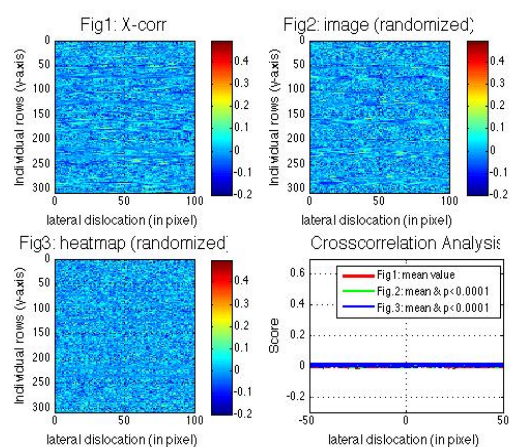 Fig1: X-corr
Individual rows (y-axis)
0
50
100
150
200
250
300
0 50 100
lateral dislocation (in pixel)
0.4
0.3
0.2
0.1
0
-0.1
-0.2
Fig2: image (randomized)
Individual rows (y-axis)
0
50
100
150
200
250
300
0 50 100
lateral dislocation (in pixel)
0.4
0.3
0.2
0.1
0
-0.1
-0.2
Fig3: heatmap (randomized)
Individual rows (y-axis)
0
50
100
150
200
250
300
0 50 100
lateral dislocation (in pixel)
0.4
0.3
0.2
0.1
0
-0.1
-0.2
Crosscorrelation Analysis
Score
0.6
0.4
0.2
0
-0.2
Fig1: mean value
Fig.2: mean & p<0.0001
Fig.3: mean & p<0.0001
-50 0 50
lateral dislocation (in pixel)